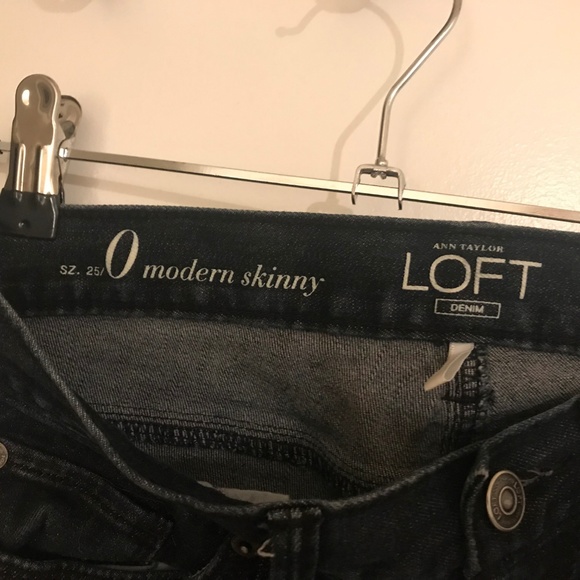 SZ. 25/0 modern skinny
ANN TAYLOR
LOFT
DENIM